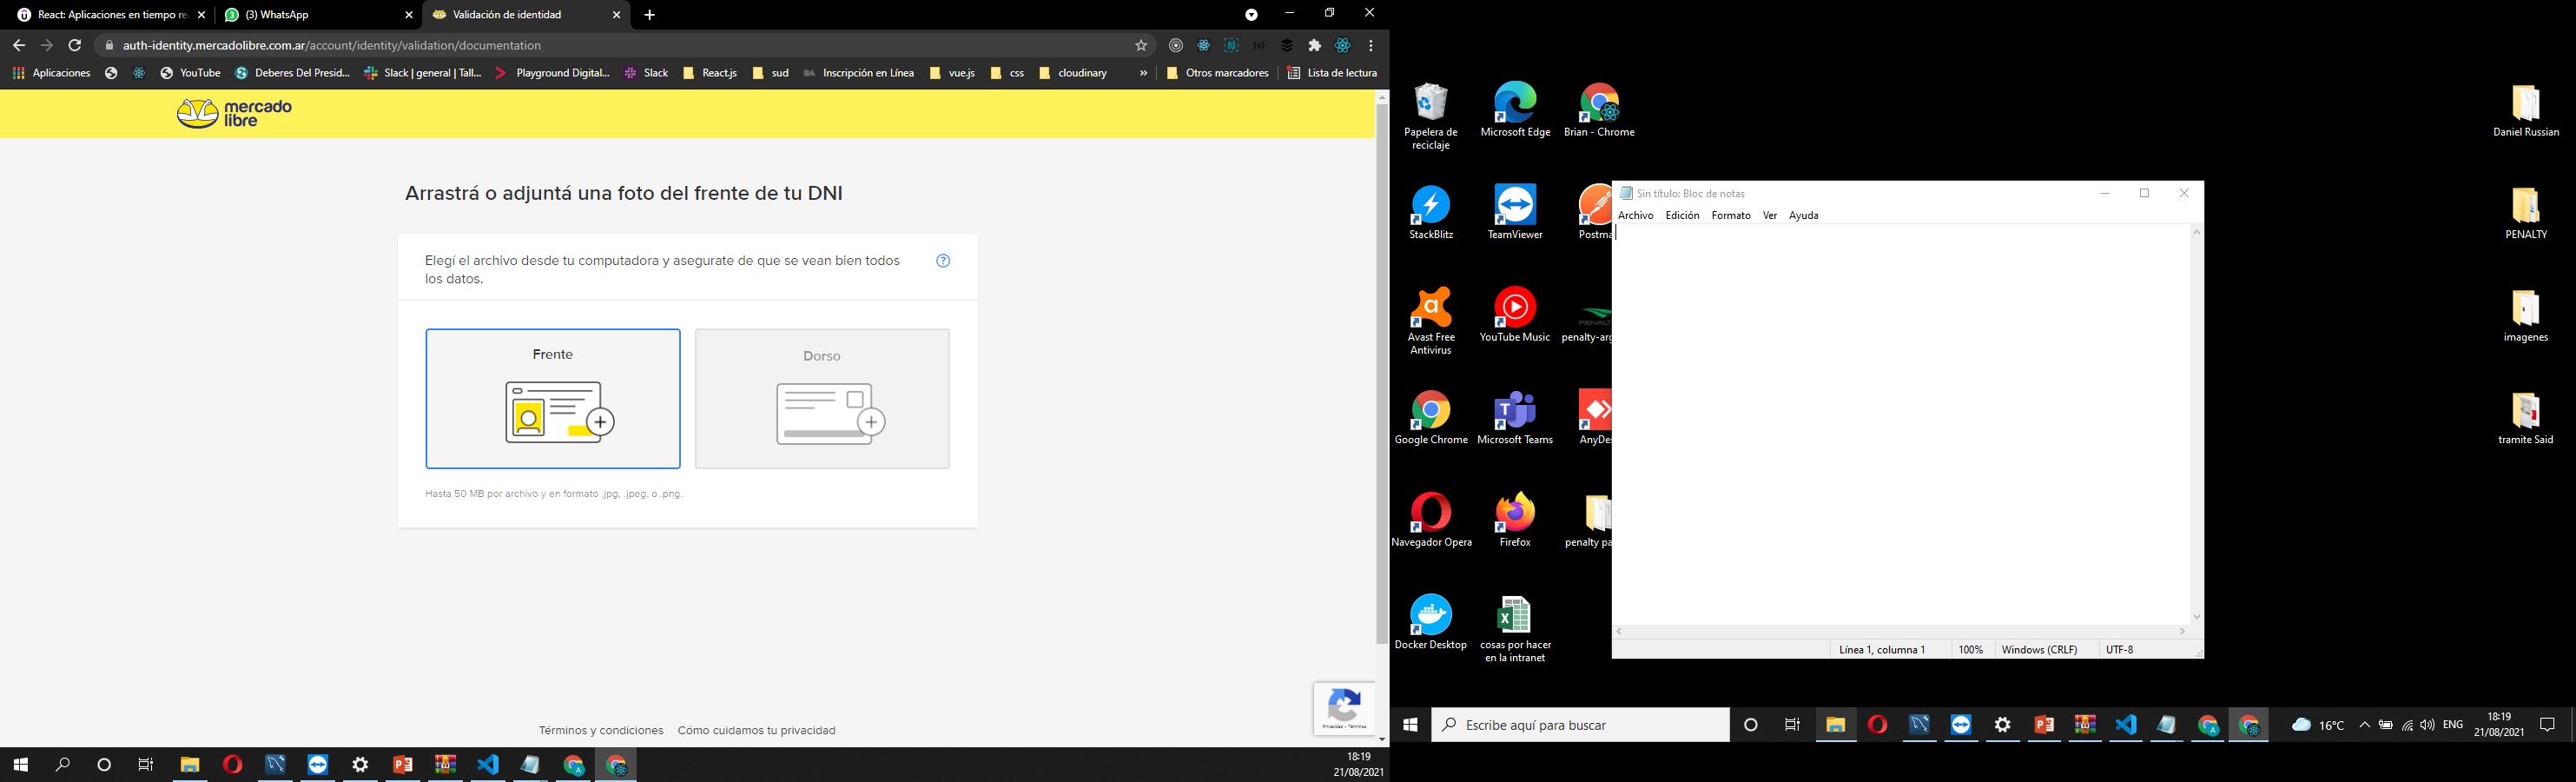 React: Aplicaciones en tiempo re
(3) WhatsApp
Validación de identidad
auth-identity.mercadolibre.com.ar/account/identity/validation/documentation
Aplicaciones
YouTube
Deberes Del Presid...
Slack | general | Tall...
Playground Digital...
Slack
React.js
sud
Inscripción en Línea
vue.js
css
cloudinary
»
Otros marcadores
Lista de lectura
mercado
libre
Arrastrá o adjuntá una foto del frente de tu DNI
Elegí el archivo desde tu computadora y asegurate de que se vean bien todos
los datos.
Frente
Dorso
Hasta 50 MB por archivo y en formato .jpg, .jpeg, o .png.
Privacidad - Términos
Términos y condiciones
Cómo cuidamos tu privacidad
18:19
21/08/2021
Papelera de
reciclaje
Microsoft Edge
Brian - Chrome
StackBlitz
TeamViewer
Postma
Avast Free
Antivirus
YouTube Music
penalty-arg
Google Chrome
Microsoft Teams
AnyDes
Navegador Opera
Firefox
penalty pa
Docker Desktop
cosas por hacer
en la intranet
Sin título: Bloc de notas
Archivo Edición Formato Ver Ayuda
Línea 1, columna 1
100%
Windows (CRLF)
UTF-8
Daniel Russian
PENALTY
imagenes
tramite Said
Escribe aquí para buscar
16°C
ENG
18:19
21/08/2021